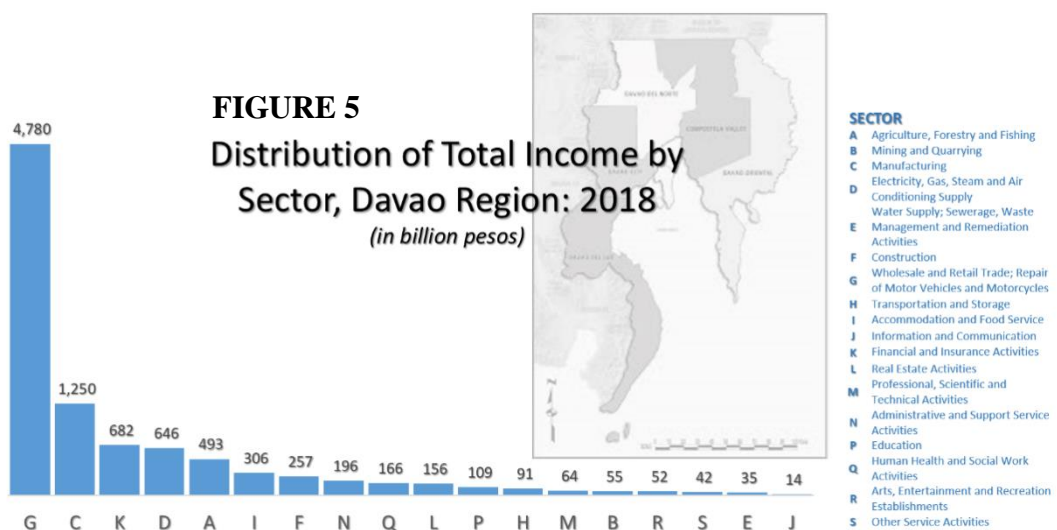 FIGURE 5
Distribution of Total Income by
Sector, Davao Region: 2018
(in billion pesos)
4,780
1,250
682
646
493
306
257
196
166
156
109
91
64
55
52
42
35
14
G C K D A I F N Q L P H M B R S E J
DAVAO DEL NORTE
COMPOSTELA VALLEY
DAVAO ORIENTAL
DAVAO CITY
DAVAO DEL SUR
N
SECTOR
A Agriculture, Forestry and Fishing
B Mining and Quarrying
C Manufacturing
D Electricity, Gas, Steam and Air
Conditioning Supply
Water Supply; Sewerage, Waste
E Management and Remediation
Activities
F Construction
G Wholesale and Retail Trade; Repair
of Motor Vehicles and Motorcycles
H Transportation and Storage
I Accommodation and Food Service
J Information and Communication
K Financial and Insurance Activities
L Real Estate Activities
M Professional, Scientific and
Technical Activities
N Administrative and Support Service
Activities
P Education
Q Human Health and Social Work
Activities
R Arts, Entertainment and Recreation
Establishments
S Other Service Activities